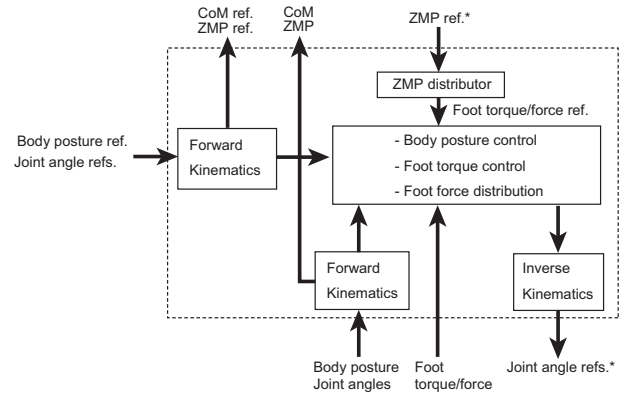 CoM ref.
ZMP ref.
CoM
ZMP
ZMP ref.*
ZMP distributor
Foot torque/force ref.
Body posture ref.
Joint angle refs.
Forward
Kinematics
- Body posture control
- Foot torque control
- Foot force distribution
Forward
Kinematics
Inverse
Kinematics
Body posture
Joint angles
Foot
torque/force
Joint angle refs.*